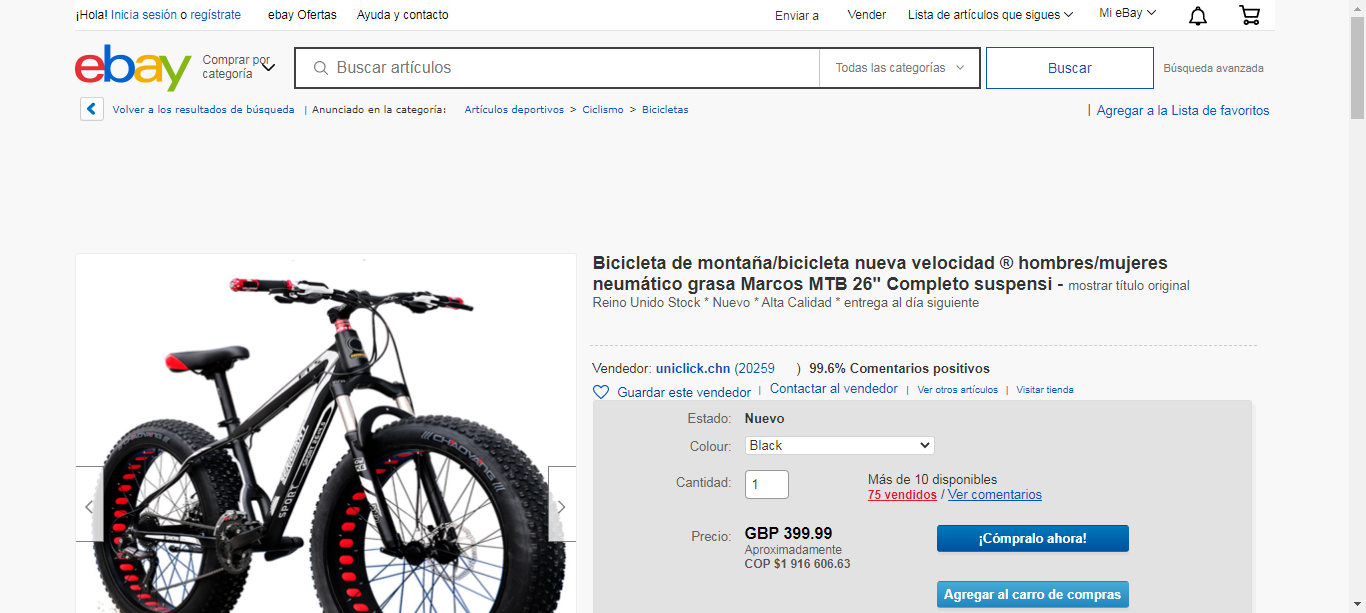 ¡Hola! Inicia sesión o regístrate ebay Ofertas Ayuda y contacto Enviar a Vender Lista de artículos que sigues Mi eBay
ebay Comprar por categoría Buscar artículos Todas las categorías Buscar Búsqueda avanzada
Volver a los resultados de búsqueda | Anunciado en la categoría: Artículos deportivos > Ciclismo > Bicicletas | Agregar a la Lista de favoritos
Bicicleta de montaña/bicicleta nueva velocidad ® hombres/mujeres
neumático grasa Marcos MTB 26" Completo suspensi - mostrar título original
Reino Unido Stock * Nuevo * Alta Calidad * entrega al día siguiente
Vendedor: uniclick.chn (20259 ) 99.6% Comentarios positivos
Guardar este vendedor | Contactar al vendedor | Ver otros artículos | Visitar tienda
Estado: Nuevo
Colour: Black
Cantidad: 1 Más de 10 disponibles
75 vendidos / Ver comentarios
Precio: GBP 399.99 ¡Cómpralo ahora!
Aproximadamente
COP $1 916 606.63
Agregar al carro de compras
CHAOYANG
SPORT